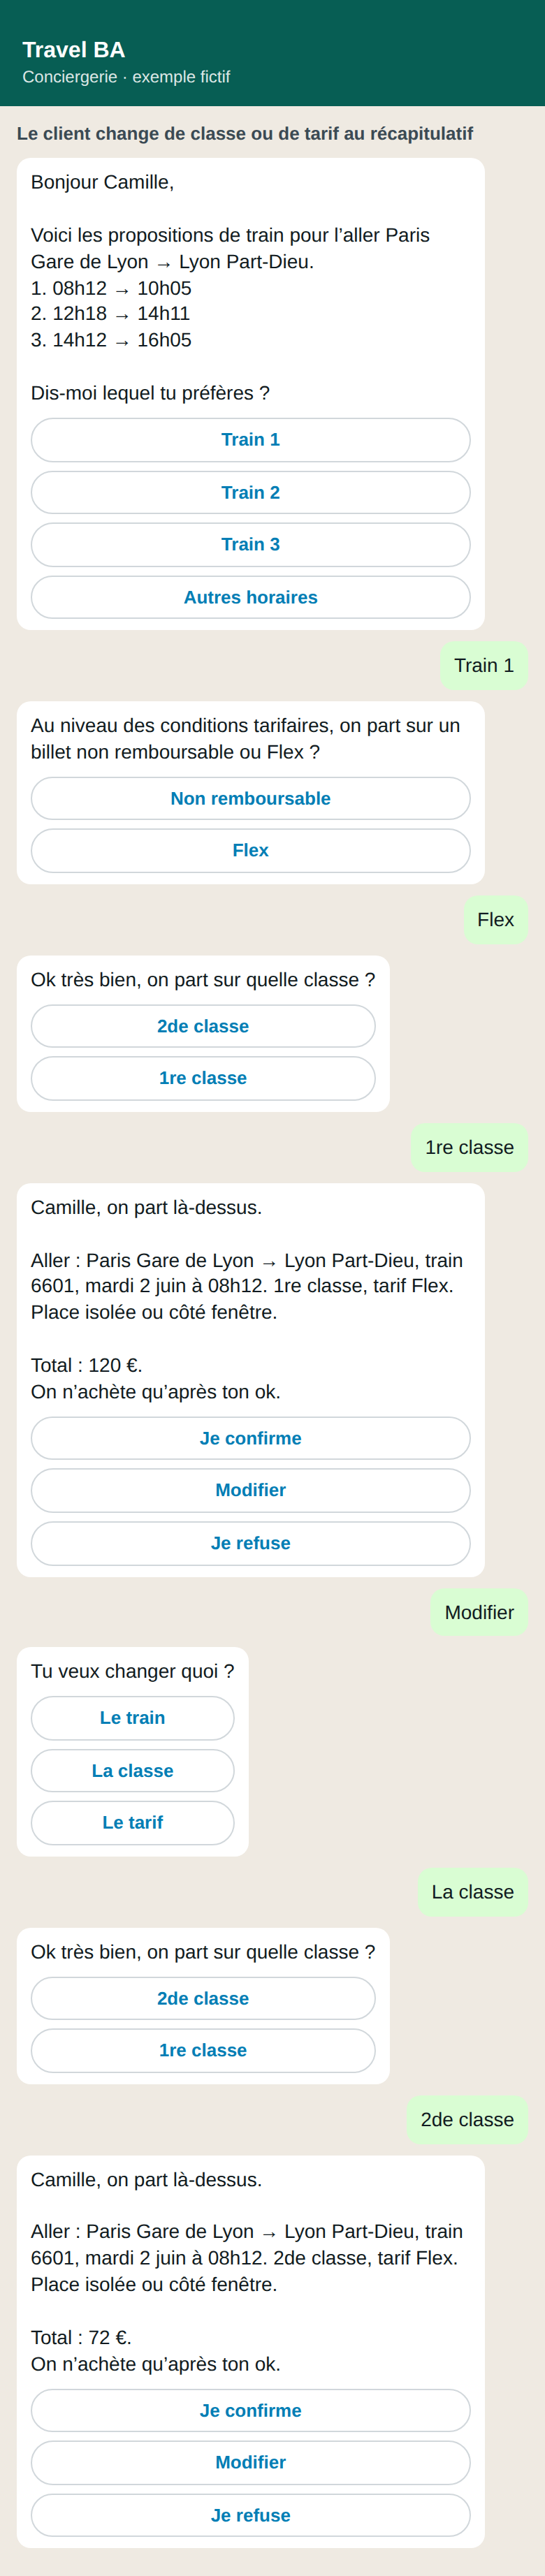 Travel BA
Conciergerie · exemple fictif
Le client change de classe ou de tarif au récapitulatif
Bonjour Camille,
Voici les propositions de train pour l’aller Paris
Gare de Lyon → Lyon Part-Dieu.
1. 08h12 → 10h05
2. 12h18 → 14h11
3. 14h12 → 16h05
Dis-moi lequel tu préfères ?
Train 1
Train 2
Train 3
Autres horaires
Train 1
Au niveau des conditions tarifaires, on part sur un
billet non remboursable ou Flex ?
Non remboursable
Flex
Flex
Ok très bien, on part sur quelle classe ?
2de classe
1re classe
1re classe
Camille, on part là-dessus.
Aller : Paris Gare de Lyon → Lyon Part-Dieu, train
6601, mardi 2 juin à 08h12. 1re classe, tarif Flex.
Place isolée ou côté fenêtre.
Total : 120 €.
On n’achète qu’après ton ok.
Je confirme
Modifier
Je refuse
Modifier
Tu veux changer quoi ?
Le train
La classe
Le tarif
La classe
Ok très bien, on part sur quelle classe ?
2de classe
1re classe
2de classe
Camille, on part là-dessus.
Aller : Paris Gare de Lyon → Lyon Part-Dieu, train
6601, mardi 2 juin à 08h12. 2de classe, tarif Flex.
Place isolée ou côté fenêtre.
Total : 72 €.
On n’achète qu’après ton ok.
Je confirme
Modifier
Je refuse